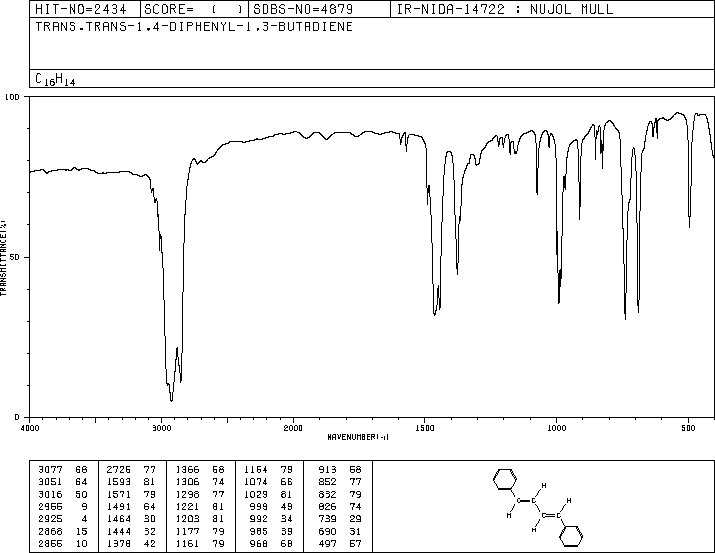 HIT-NO=2434 SCORE= ( ) SDBS-NO=4879 IR-NIDA-14722 : NUJOL MULL
TRANS.TRANS-1.4-DIPHENYL-1.3-BUTADIENE
C16H14
100
50
0
TRANSMITTANCE(%)
4000 3000 2000 1500 1000 500
WAVENUMBER(-1)
3077 68 2726 77 1366 68 1154 79 913 58
3051 64 1593 81 1306 74 1074 66 852 77
3016 50 1571 79 1298 77 1029 81 832 79
2955 9 1491 64 1221 81 999 49 826 74
2925 4 1464 30 1203 81 992 34 739 29
2868 15 1444 32 1177 79 985 39 690 31
2855 10 1378 42 1161 79 968 68 497 57
H
C C H
H C C
H